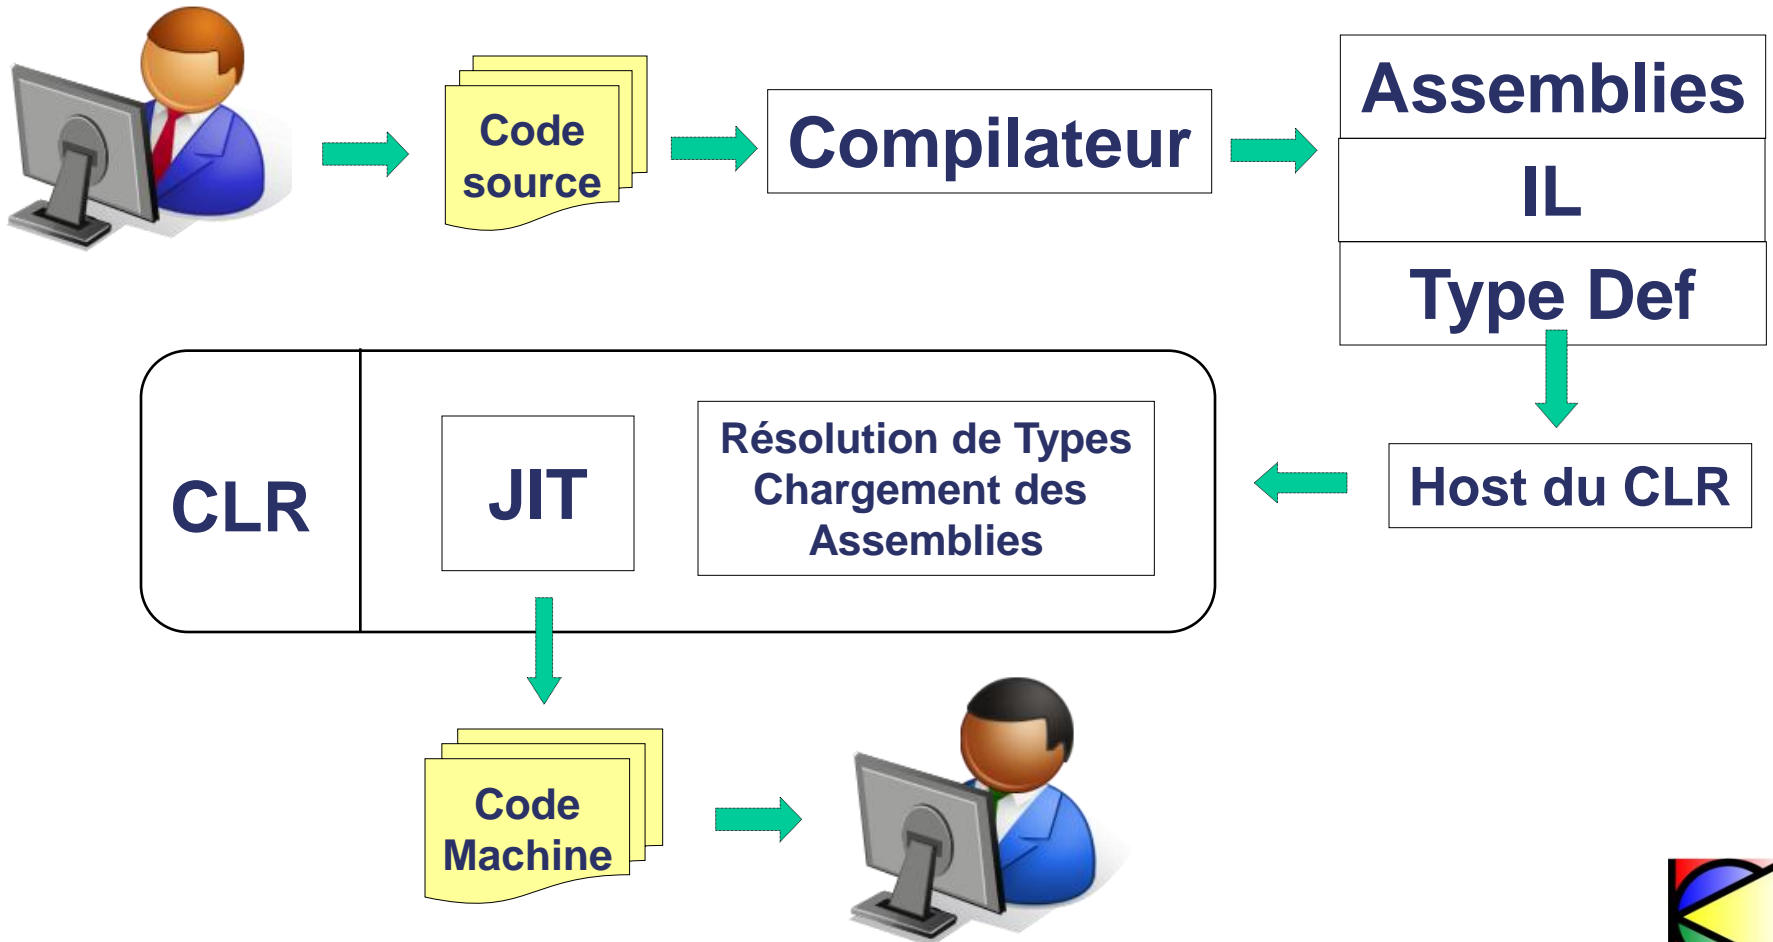 Code
source
Compilateur
Assemblies
IL
Type Def
Host du CLR
CLR
JIT
Résolution de Types
Chargement des
Assemblies
Code
Machine